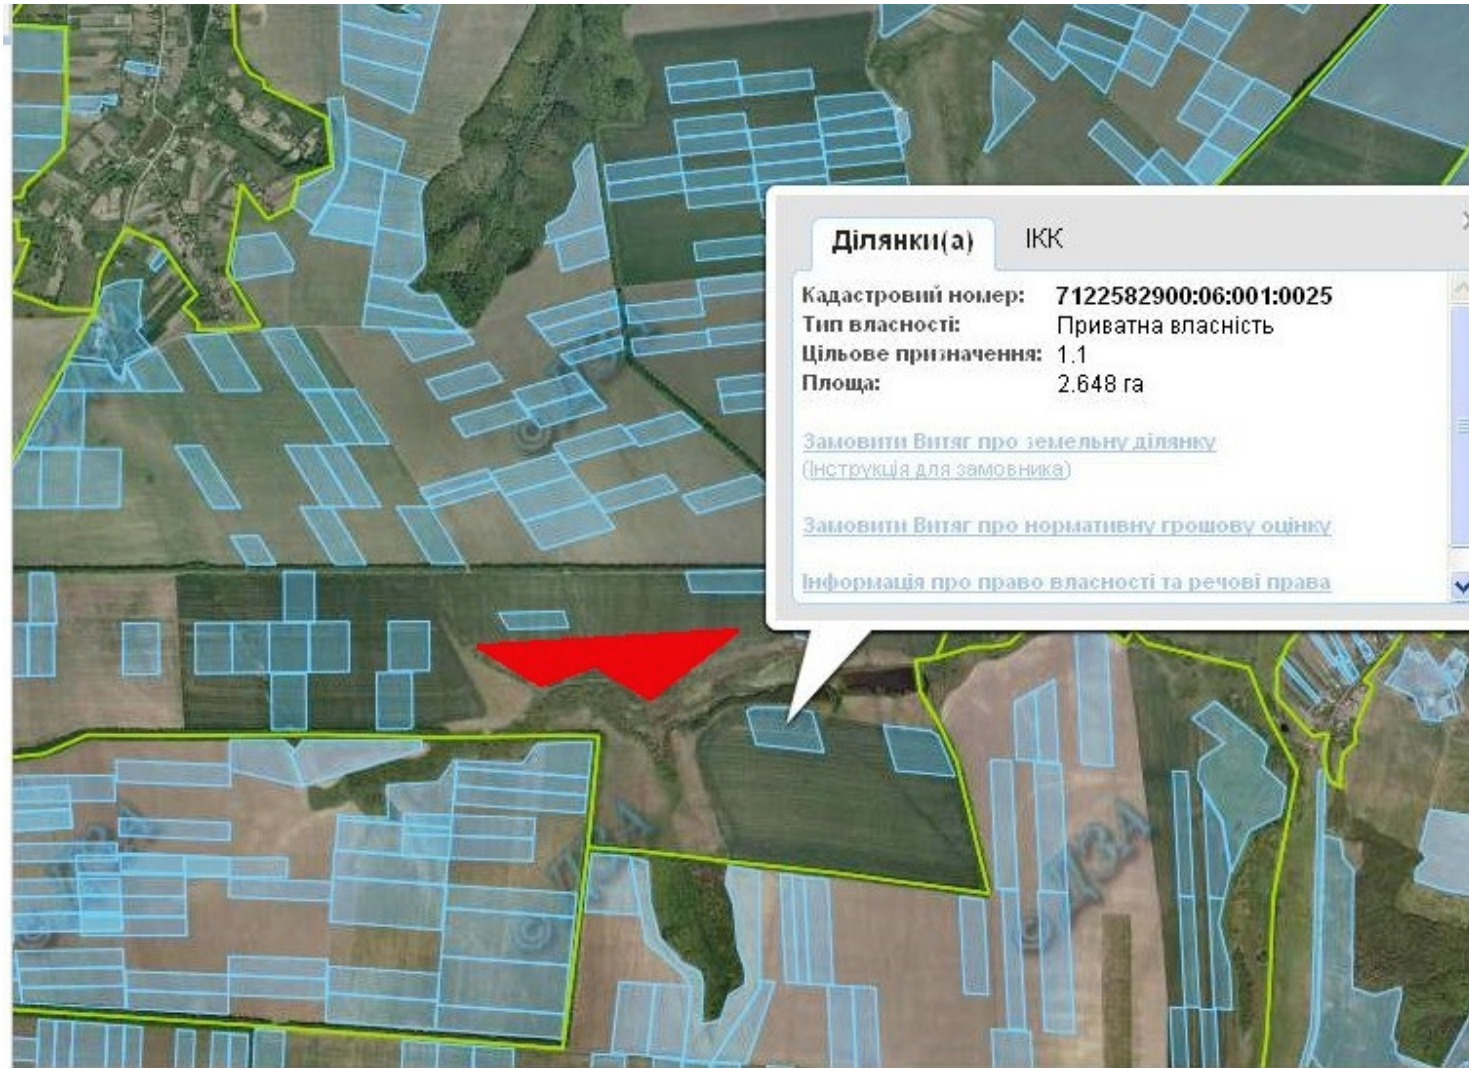 Ділянки(а) ІКК
Кадастровий номер: 7122582900:06:001:0025
Тип власності: Приватна власність
Цільове призначення: 1.1
Площа: 2.648 га
Замовити Витяг про земельну ділянку
(Інструкція для замовника)
Замовити Витяг про нормативну грошову оцінку
Інформація про право власності та речові права